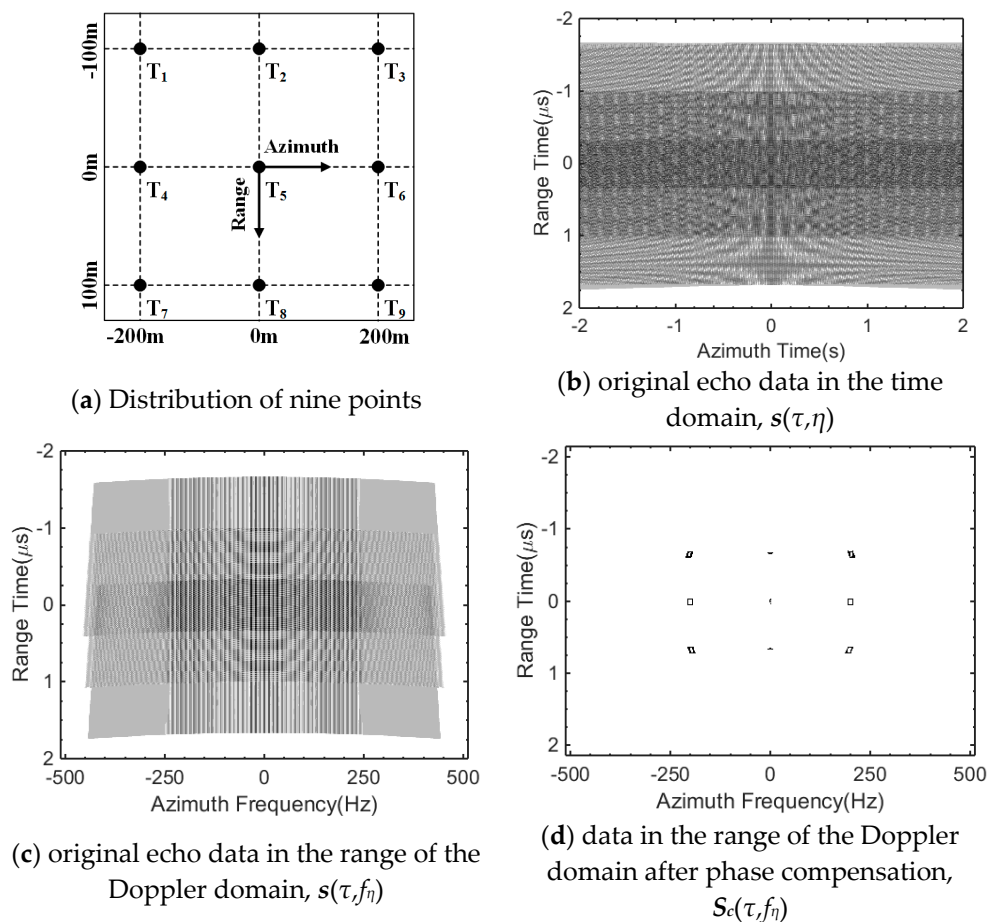 -100m
T1
T2
T3
0m
Azimuth
T4
T5
T6
Range
100m
T7
T8
T9
-200m
0m
200m
(a) Distribution of nine points
-2
-1
0
1
2
Range Time(μs)
-2
-1
0
1
2
Azimuth Time(s)
(b) original echo data in the time
domain, s(τ,η)
-2
-1
0
1
2
Range Time(μs)
-500
-250
0
250
500
Azimuth Frequency(Hz)
(c) original echo data in the range of the
Doppler domain, s(τ,fη)
-2
-1
0
1
2
Range Time(μs)
-500
-250
0
250
500
Azimuth Frequency(Hz)
(d) data in the range of the Doppler
domain after phase compensation,
Sc(τ,fη)